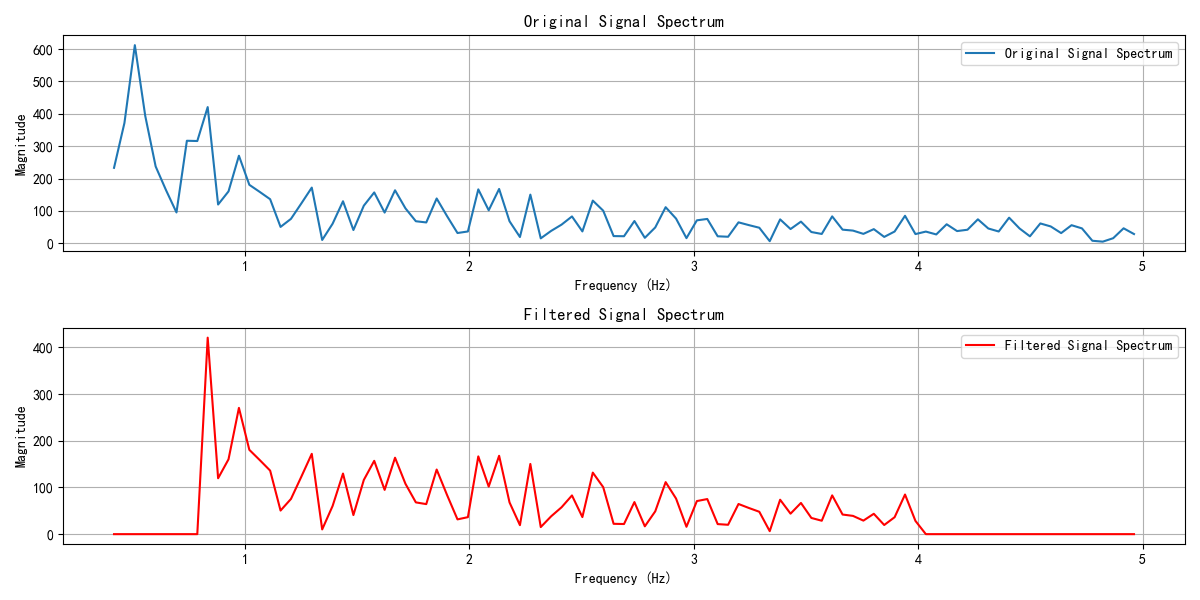 Original Signal Spectrum
Original Signal Spectrum
Magnitude
600
500
400
300
200
100
0
1 2 3 4 5
Frequency (Hz)
Filtered Signal Spectrum
Filtered Signal Spectrum
Magnitude
400
300
200
100
0
1 2 3 4 5
Frequency (Hz)